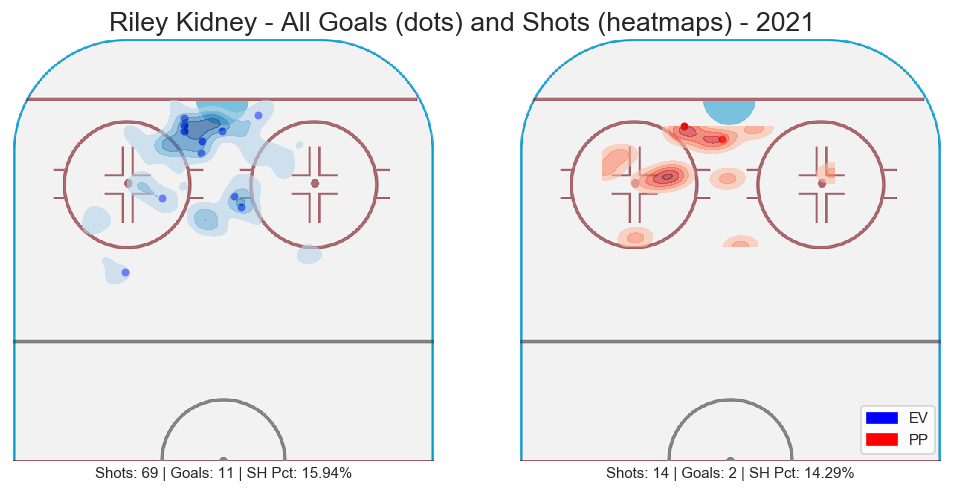 Riley Kidney - All Goals (dots) and Shots (heatmaps) - 2021
EV
PP
Shots: 69 | Goals: 11 | SH Pct: 15.94%
Shots: 14 | Goals: 2 | SH Pct: 14.29%